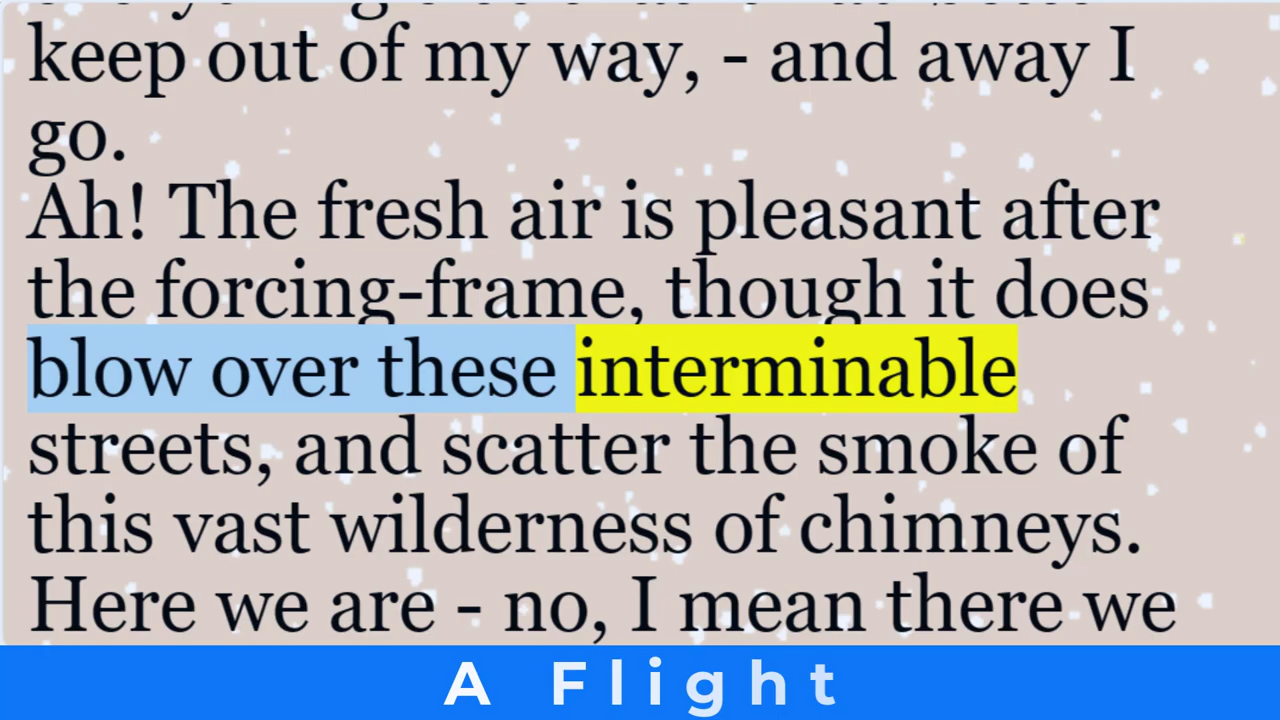 keep out of my way, - and away I
go.
Ah! The fresh air is pleasant after
the forcing-frame, though it does
blow over these interminable
streets, and scatter the smoke of
this vast wilderness of chimneys.
Here we are - no, I mean there we
A Flight